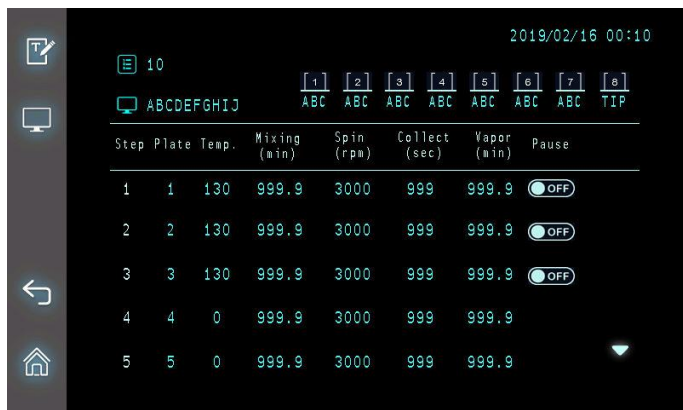 2019/02/16 00:10
10
1 2 3 4 5 6 7 8
ABCDEFGHIJ ABC ABC ABC ABC ABC ABC ABC TIP
Step Plate Temp. Mixing (min) Spin (rpm) Collect (sec) Vapor (min) Pause
1 1 130 999.9 3000 999 999.9 OFF
2 2 130 999.9 3000 999 999.9 OFF
3 3 130 999.9 3000 999 999.9 OFF
4 4 0 999.9 3000 999 999.9
5 5 0 999.9 3000 999 999.9